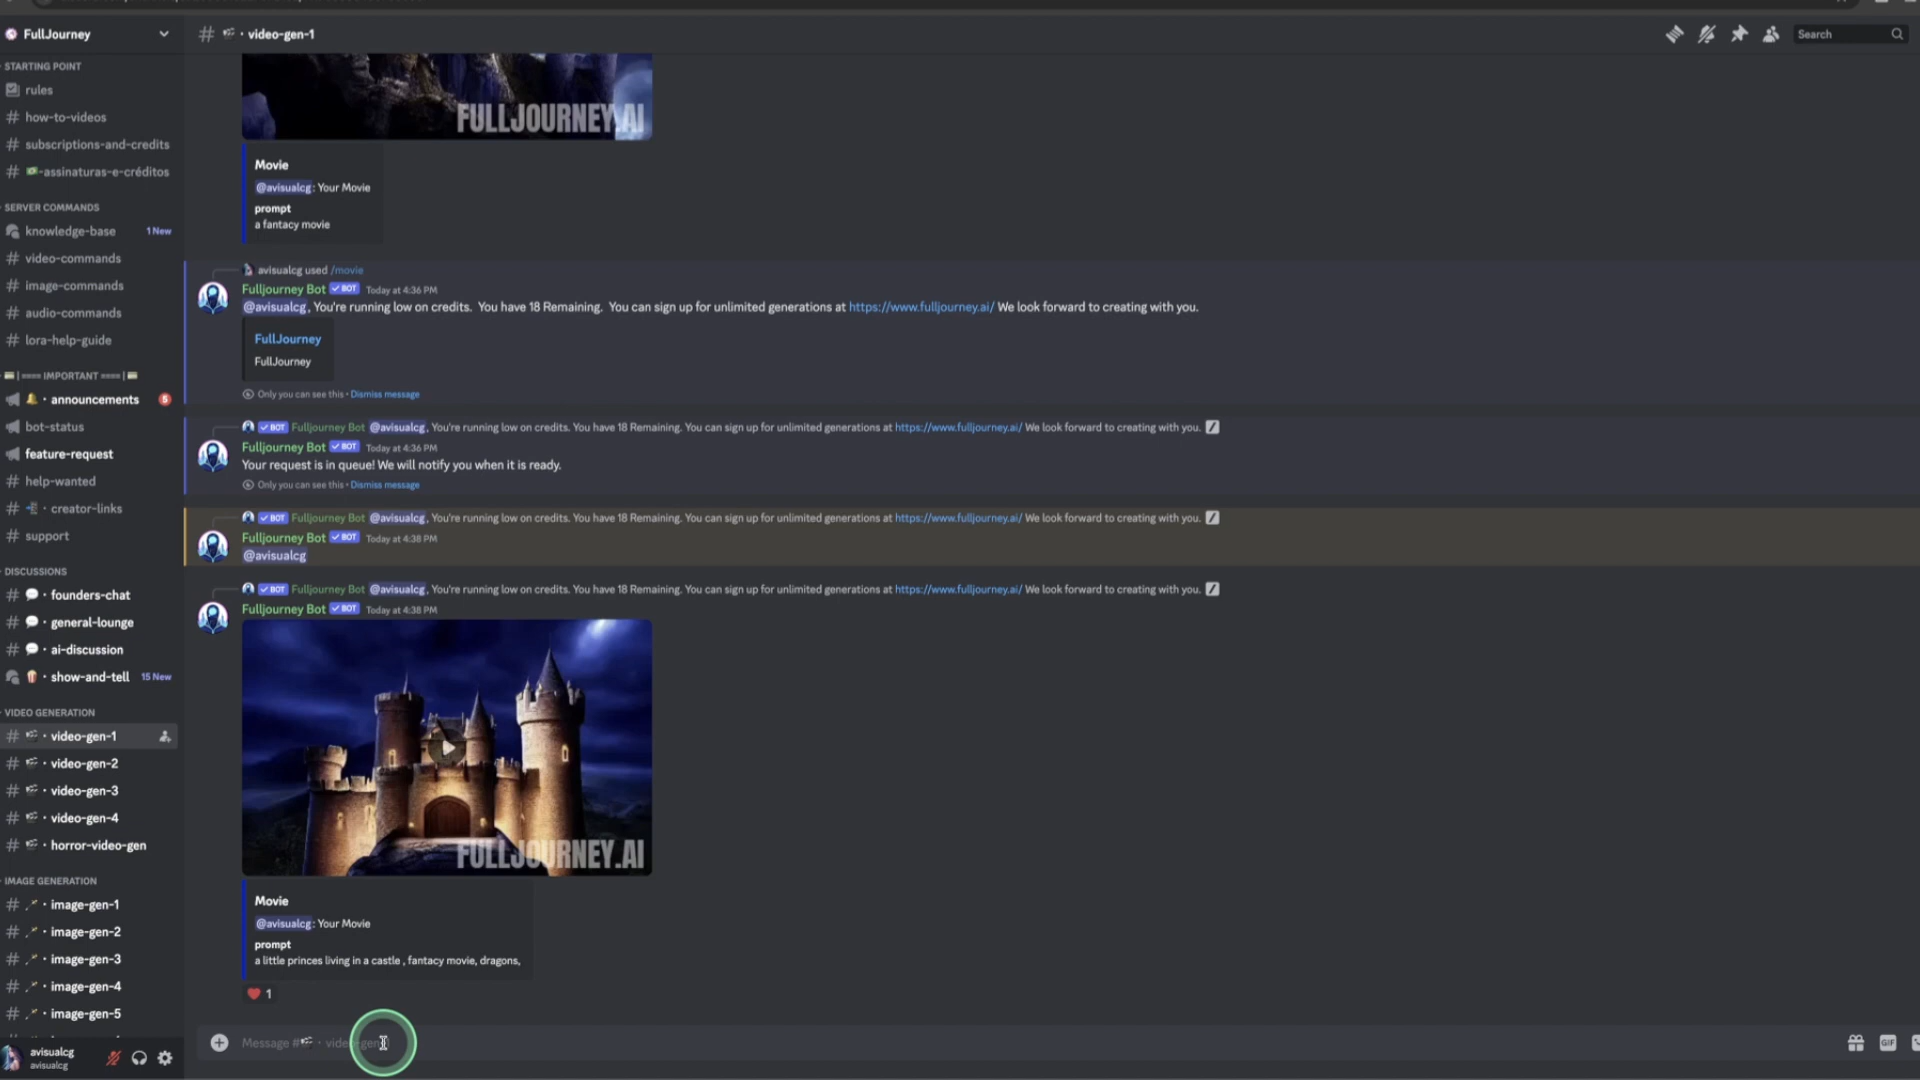 FullJourney
video-gen-1
Search
STARTING POINT
rules
# how-to-videos
# subscriptions-and-credits
# -assinaturas-e-créditos
SERVER COMMANDS
knowledge-base 1 New
# video-commands
# image-commands
# audio-commands
# lora-help-guide
| ==== IMPORTANT ==== |
· announcements 5
bot-status
feature-request
# help-wanted
# · creator-links
# support
DISCUSSIONS
# · founders-chat
# · general-lounge
# · ai-discussion
· show-and-tell 15 New
VIDEO GENERATION
# · video-gen-1
# · video-gen-2
# · video-gen-3
# · video-gen-4
# · horror-video-gen
IMAGE GENERATION
# · image-gen-1
# · image-gen-2
# · image-gen-3
# · image-gen-4
# · image-gen-5
avisualcg
avisualcg
FULLJOURNEY.AI
Movie
@avisualcg: Your Movie
prompt
a fantacy movie
avisualcg used /movie
Fulljourney Bot ✓ BOT Today at 4:36 PM
@avisualcg, You're running low on credits. You have 18 Remaining. You can sign up for unlimited generations at https://www.fulljourney.ai/ We look forward to creating with you.
FullJourney
FullJourney
Only you can see this • Dismiss message
✓ BOT Fulljourney Bot @avisualcg, You're running low on credits. You have 18 Remaining. You can sign up for unlimited generations at https://www.fulljourney.ai/ We look forward to creating with you.
Fulljourney Bot ✓ BOT Today at 4:36 PM
Your request is in queue! We will notify you when it is ready.
Only you can see this • Dismiss message
✓ BOT Fulljourney Bot @avisualcg, You're running low on credits. You have 18 Remaining. You can sign up for unlimited generations at https://www.fulljourney.ai/ We look forward to creating with you.
Fulljourney Bot ✓ BOT Today at 4:38 PM
@avisualcg
✓ BOT Fulljourney Bot @avisualcg, You're running low on credits. You have 18 Remaining. You can sign up for unlimited generations at https://www.fulljourney.ai/ We look forward to creating with you.
Fulljourney Bot ✓ BOT Today at 4:38 PM
FULLJOURNEY.AI
Movie
@avisualcg: Your Movie
prompt
a little princes living in a castle , fantacy movie, dragons,
1
Message # · video-gen
GIF